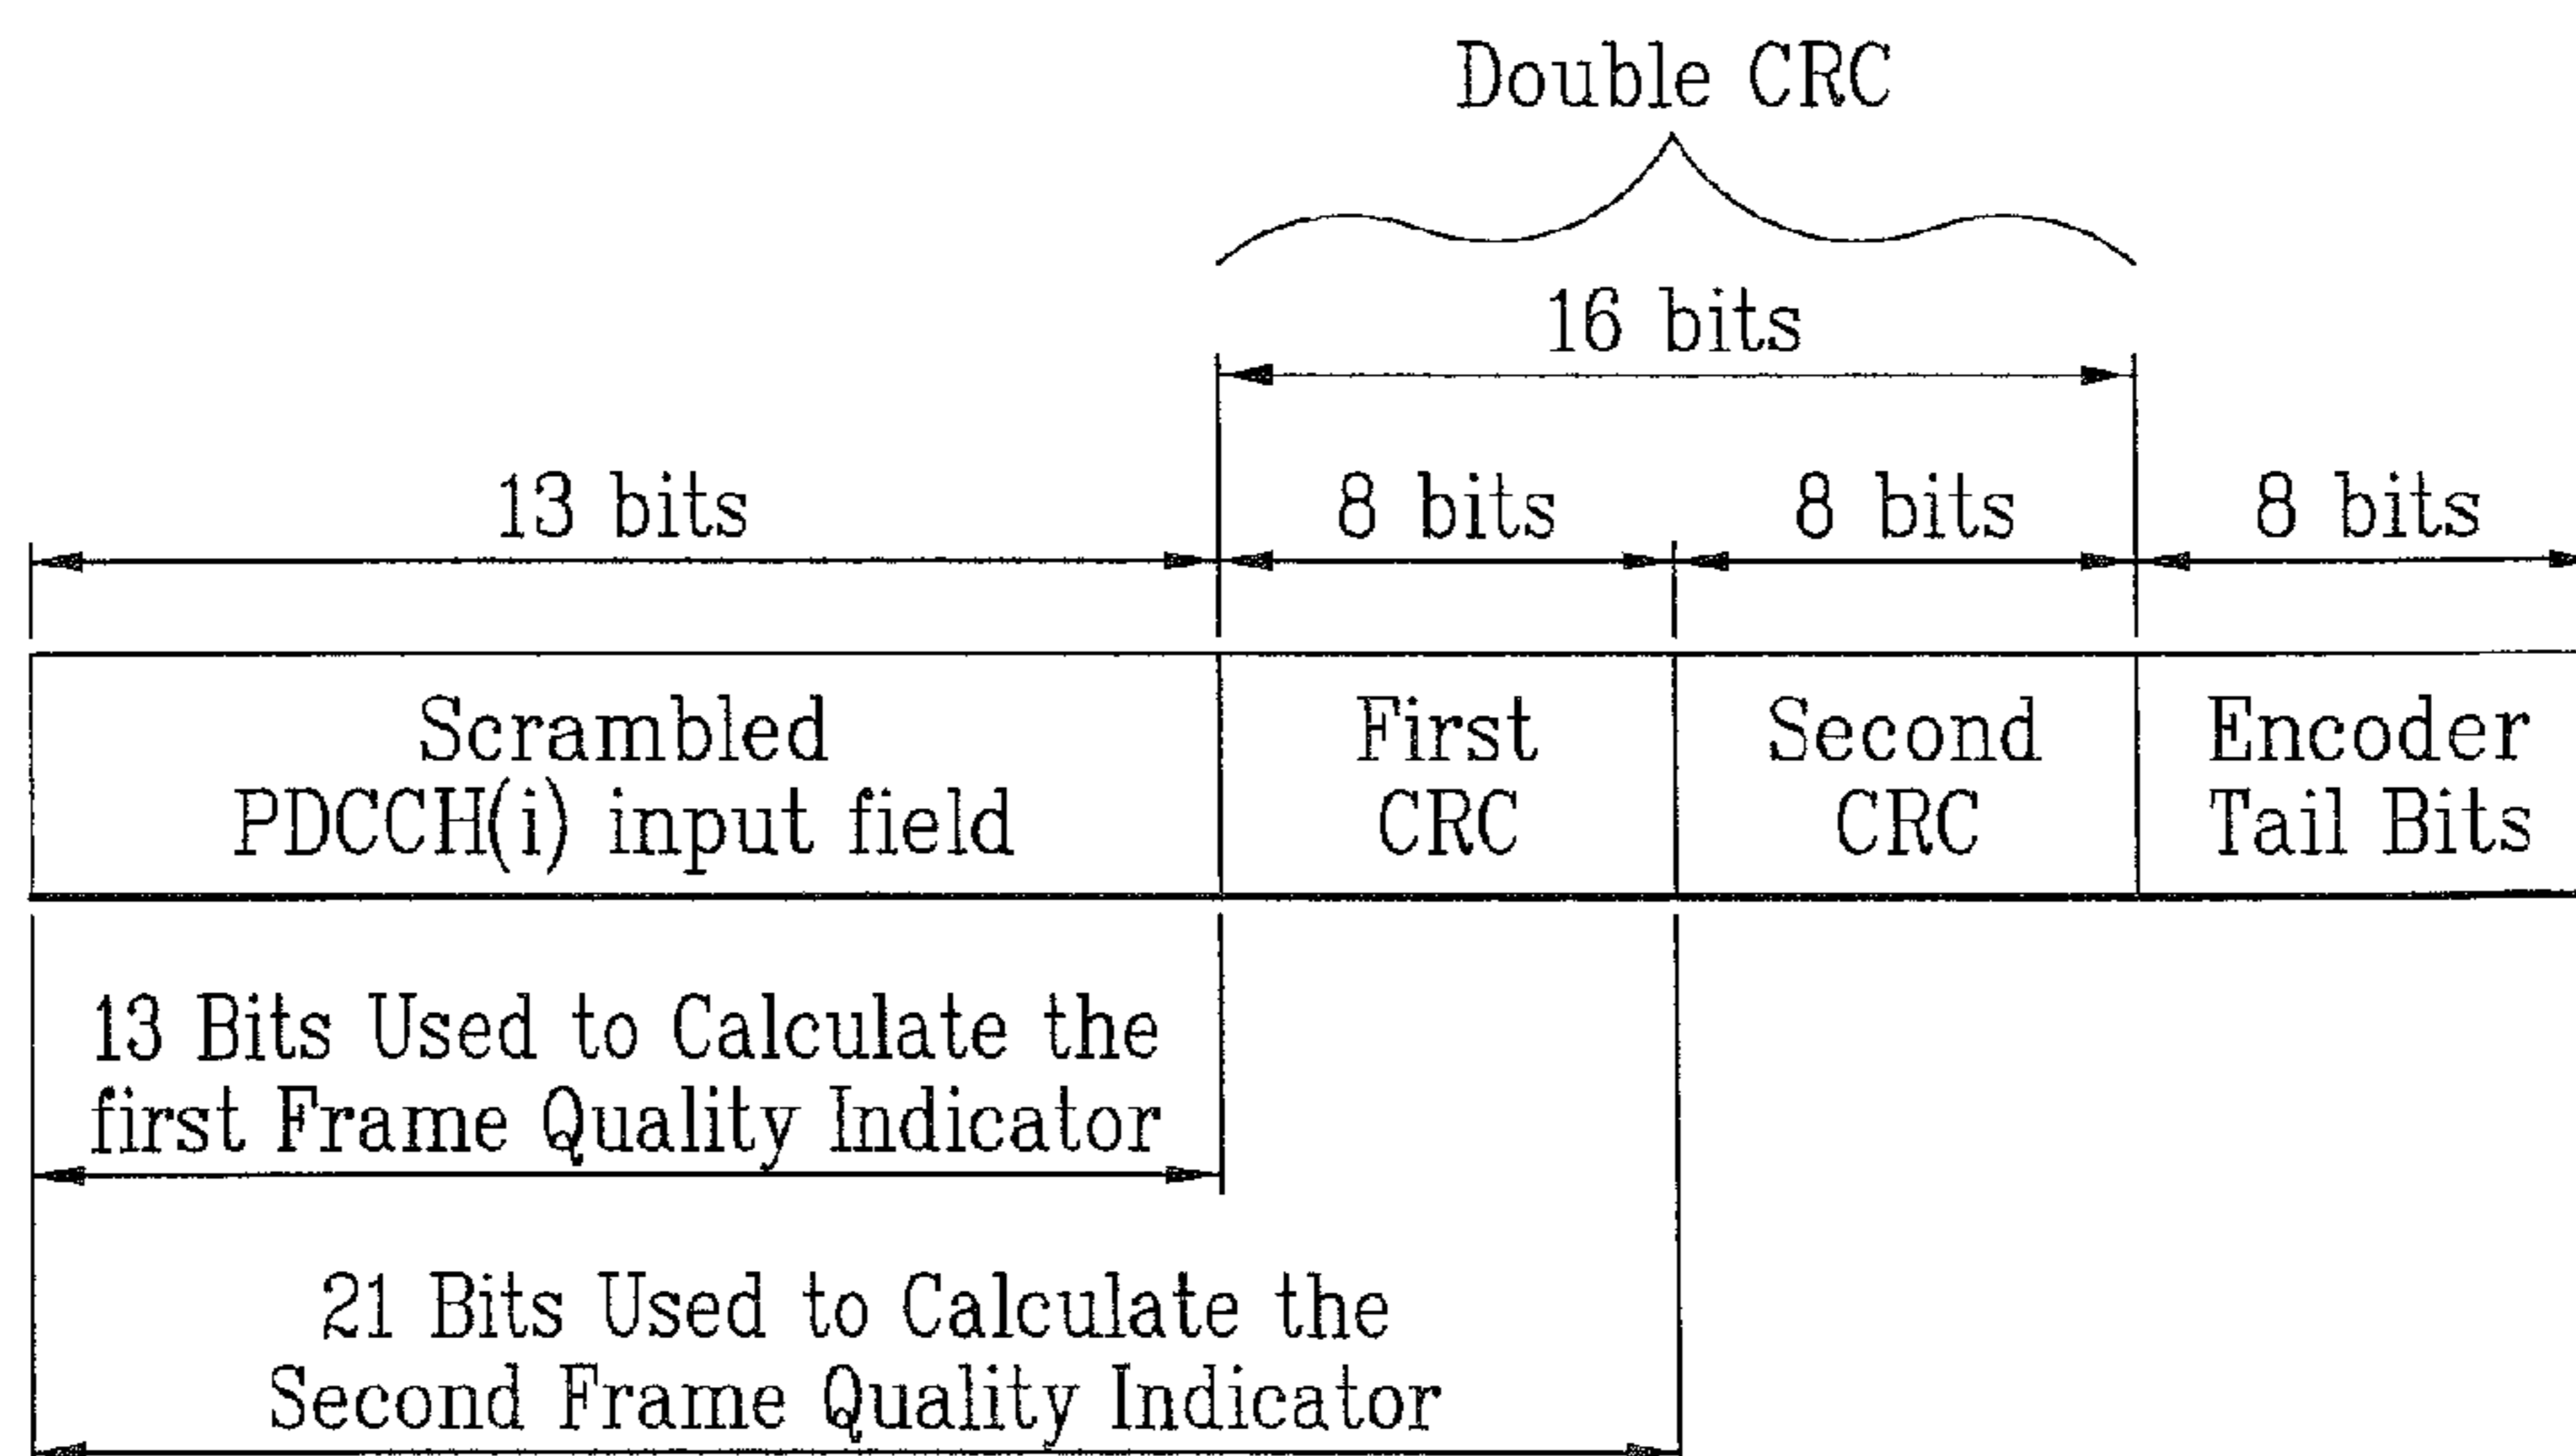 Double CRC
16 bits
13 bits
8 bits
8 bits
8 bits
Scrambled
PDCCH(i) input field
First
CRC
Second
CRC
Encoder
Tail Bits
13 Bits Used to Calculate the
first Frame Quality Indicator
21 Bits Used to Calculate the
Second Frame Quality Indicator